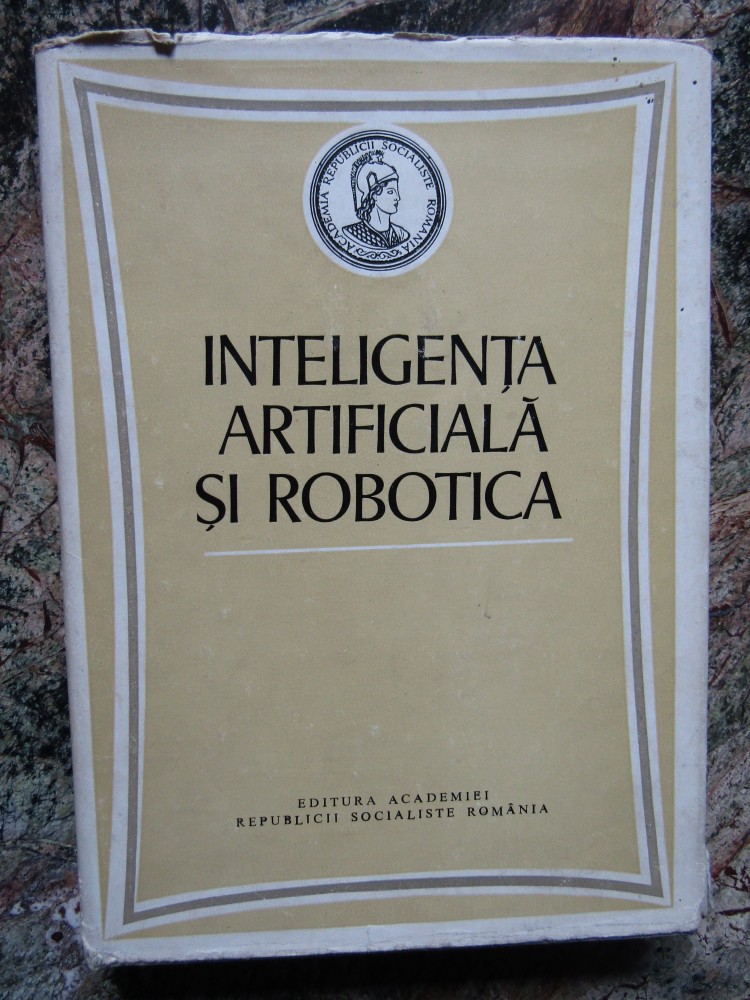 ACADEMIA REPUBLICII SOCIALISTE ROMANIA
INTELIGENȚA
ARTIFICIALĂ
ȘI ROBOTICA
EDITURA ACADEMIEI
REPUBLICII SOCIALISTE ROMÂNIA